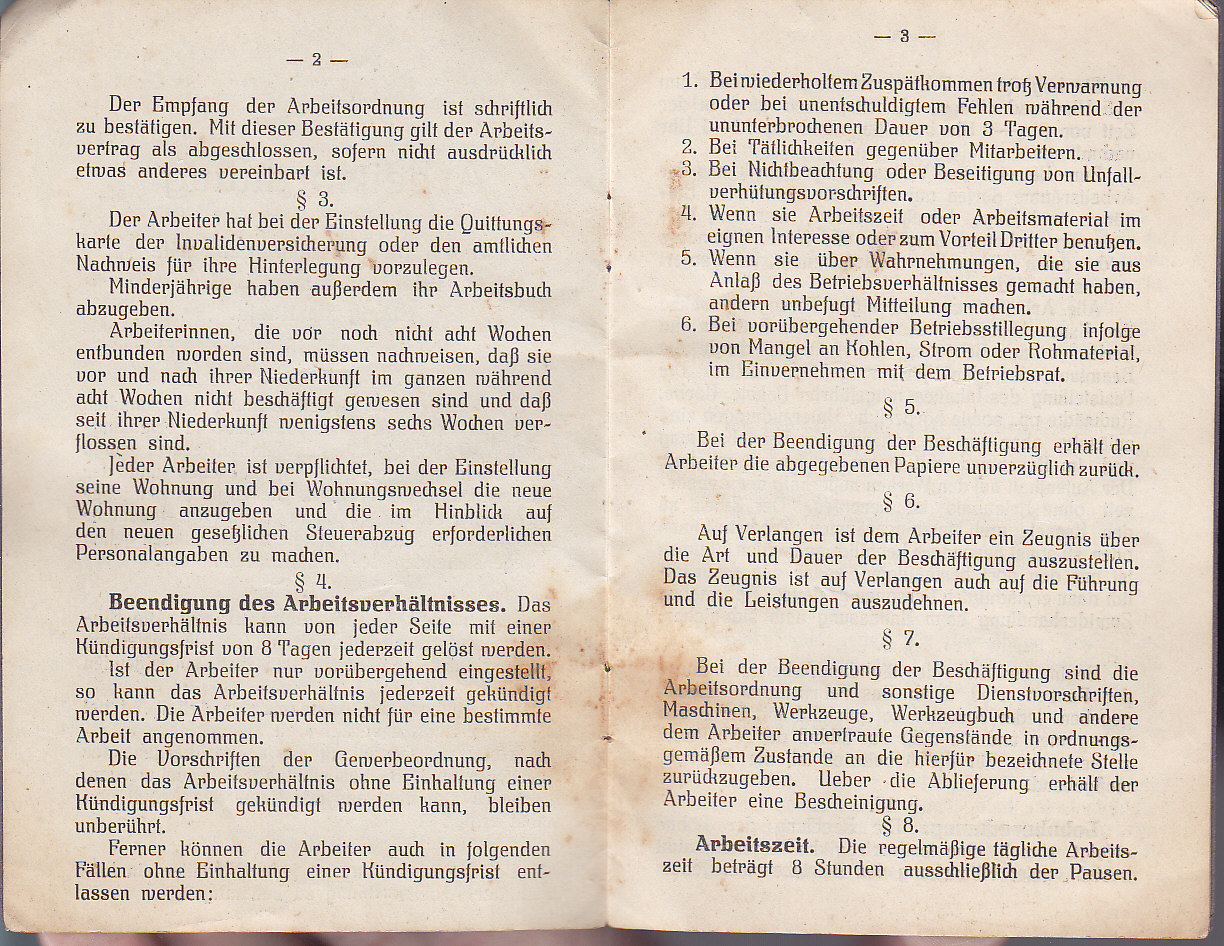 — 2 —
Der Empfang der Arbeitsordnung ist schriftlich
zu bestätigen. Mit dieser Bestätigung gilt der Arbeits-
vertrag als abgeschlossen, sofern nicht ausdrücklich
etwas anderes vereinbart ist.
§ 3.
Der Arbeiter hat bei der Einstellung die Quittungs-
karte der Invalidenversicherung oder den amtlichen
Nachweis für ihre Hinterlegung vorzulegen.
Minderjährige haben außerdem ihr Arbeitsbuch
abzugeben.
Arbeiterinnen, die vor noch nicht acht Wochen
entbunden worden sind, müssen nachweisen, daß sie
vor und nach ihrer Niederkunft im ganzen während
acht Wochen nicht beschäftigt gewesen sind und daß
seit ihrer Niederkunft wenigstens sechs Wochen ver-
flossen sind.
Jeder Arbeiter ist verpflichtet, bei der Einstellung
seine Wohnung und bei Wohnungswechsel die neue
Wohnung anzugeben und die im Hinblick auf
den neuen gesetzlichen Steuerabzug erforderlichen
Personalangaben zu machen.
§ 4.
Beendigung des Arbeitsverhältnisses. Das
Arbeitsverhältnis kann von jeder Seite mit einer
Kündigungsfrist von 8 Tagen jederzeit gelöst werden.
Ist der Arbeiter nur vorübergehend eingestellt,
so kann das Arbeitsverhältnis jederzeit gekündigt
werden. Die Arbeiter werden nicht für eine bestimmte
Arbeit angenommen.
Die Vorschriften der Gewerbeordnung, nach
denen das Arbeitsverhältnis ohne Einhaltung einer
Kündigungsfrist gekündigt werden kann, bleiben
unberührt.
Ferner können die Arbeiter auch in folgenden
Fällen ohne Einhaltung einer Kündigungsfrist ent-
lassen werden:
— 3 —
1. Bei wiederholtem Zuspätkommen trotz Verwarnung
oder bei unentschuldigtem Fehlen während der
ununterbrochenen Dauer von 3 Tagen.
2. Bei Tätlichkeiten gegenüber Mitarbeitern.
3. Bei Nichtbeachtung oder Beseitigung von Unfall-
verhütungsvorschriften.
4. Wenn sie Arbeitszeit oder Arbeitsmaterial im
eignen Interesse oder zum Vorteil Dritter benutzen.
5. Wenn sie über Wahrnehmungen, die sie aus
Anlaß des Betriebsverhältnisses gemacht haben,
andern unbefugt Mitteilung machen.
6. Bei vorübergehender Betriebsstillegung infolge
von Mangel an Kohlen, Strom oder Rohmaterial,
im Einvernehmen mit dem Betriebsrat.
§ 5.
Bei der Beendigung der Beschäftigung erhält der
Arbeiter die abgegebenen Papiere unverzüglich zurück.
§ 6.
Auf Verlangen ist dem Arbeiter ein Zeugnis über
die Art und Dauer der Beschäftigung auszustellen.
Das Zeugnis ist auf Verlangen auch auf die Führung
und die Leistungen auszudehnen.
§ 7.
Bei der Beendigung der Beschäftigung sind die
Arbeitsordnung und sonstige Dienstvorschriften,
Maschinen, Werkzeuge, Werkzeugbuch und andere
dem Arbeiter anvertraute Gegenstände in ordnungs-
gemäßem Zustande an die hierfür bezeichnete Stelle
zurückzugeben. Ueber die Ablieferung erhält der
Arbeiter eine Bescheinigung.
§ 8.
Arbeitszeit. Die regelmäßige tägliche Arbeits-
zeit beträgt 8 Stunden ausschließlich der Pausen.